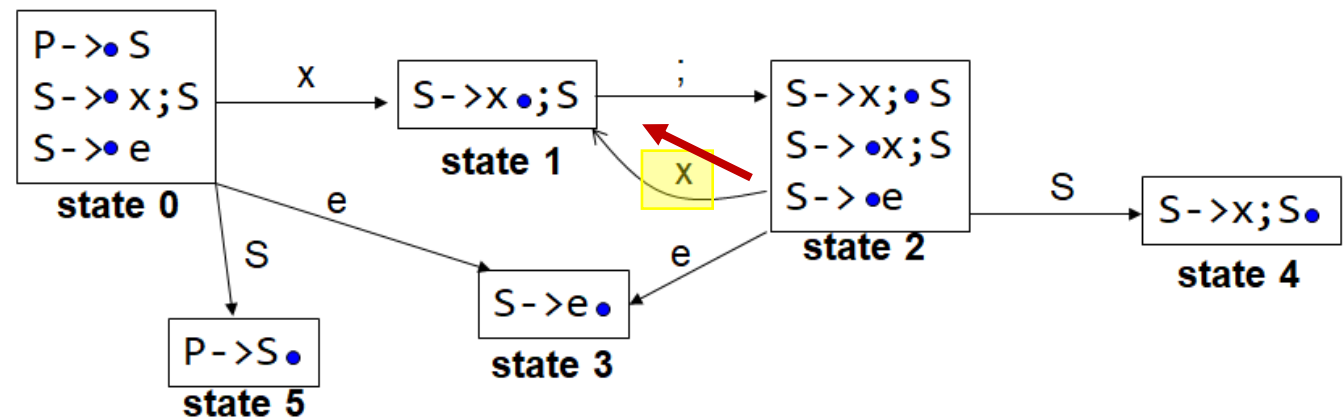 P->• S
S->• x;S
S->• e
state 0
x
S->x •;S
state 1
;
S->x;• S
S-> •x;S
S-> •e
state 2
x
e
S
e
S
S->x;S•
state 4
S->e •
state 3
P->S •
state 5